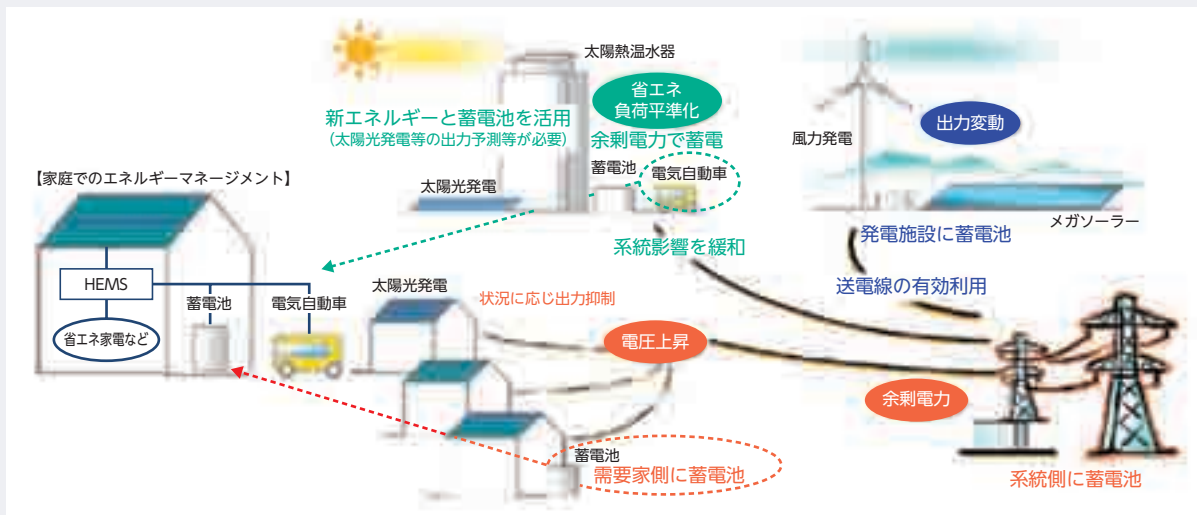 太陽熱温水器
省エネ
負荷平準化
新エネルギーと蓄電池を活用
(太陽光発電等の出力予測等が必要)
余剰電力で蓄電
蓄電池
電気自動車
太陽光発電
風力発電
出力変動
メガソーラー
発電施設に蓄電池
系統影響を緩和
送電線の有効利用
【家庭でのエネルギーマネージメント】
HEMS
蓄電池
電気自動車
省エネ家電など
太陽光発電
状況に応じ出力抑制
電圧上昇
余剰電力
蓄電池
需要家側に蓄電池
系統側に蓄電池